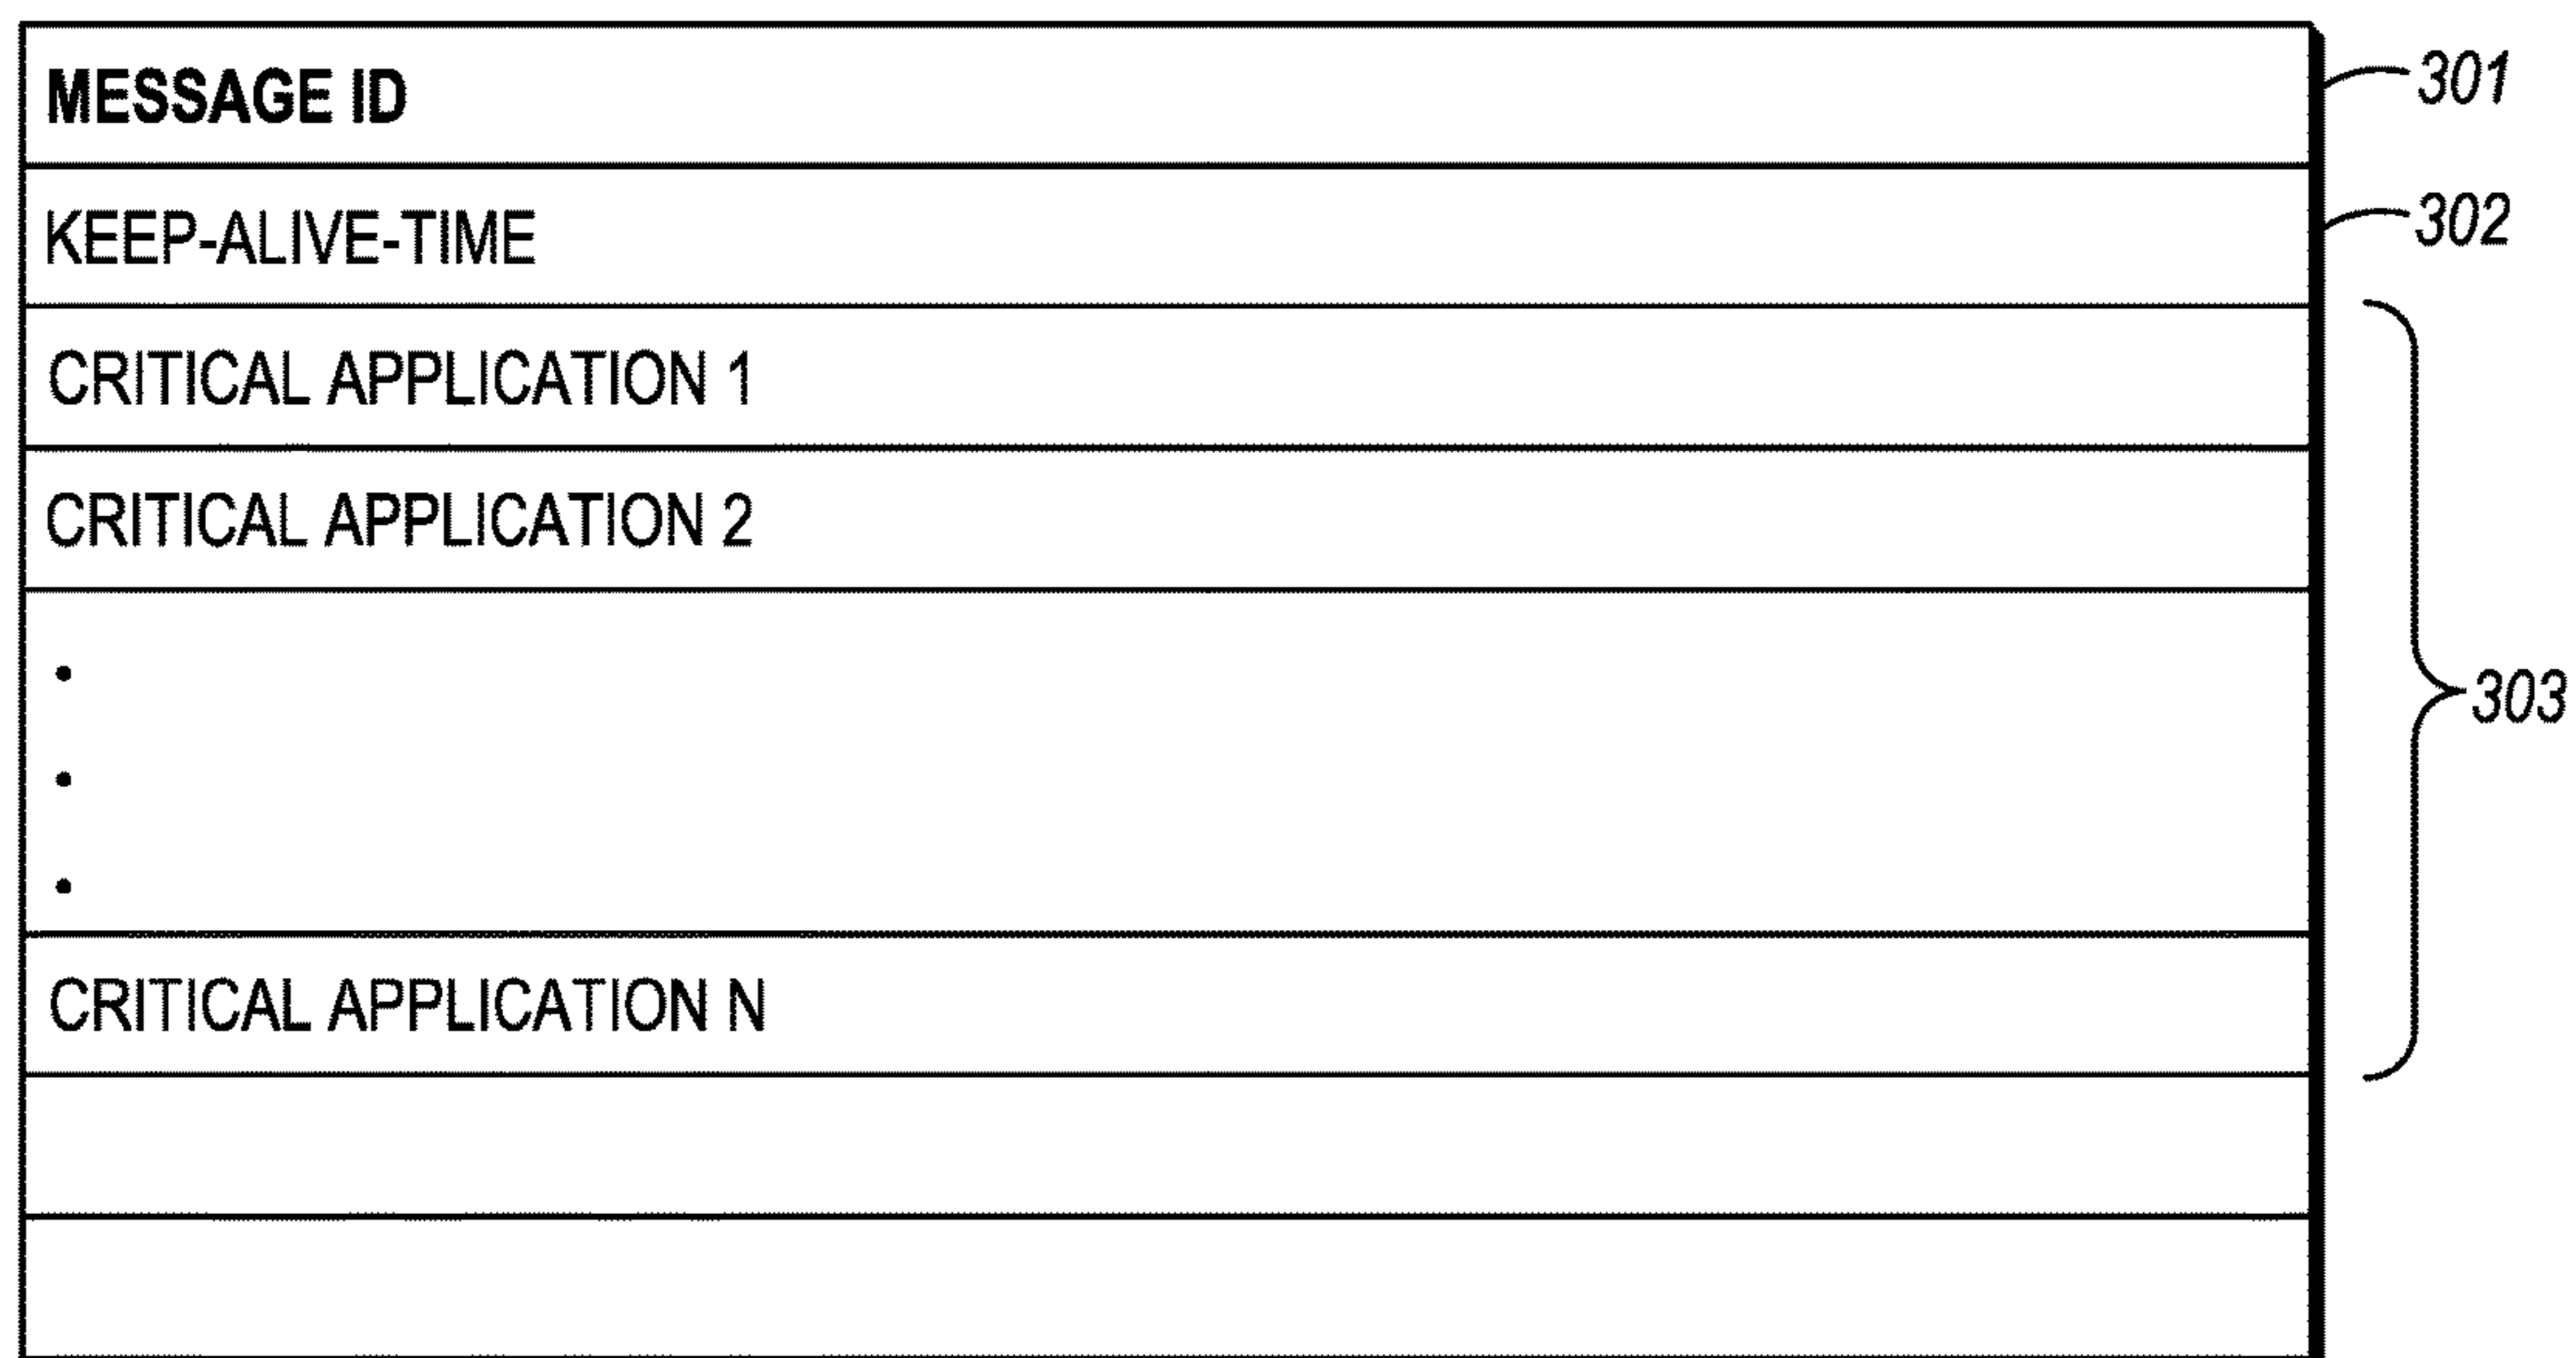 MESSAGE ID 301
KEEP-ALIVE-TIME 302
CRITICAL APPLICATION 1
CRITICAL APPLICATION 2
•
•
•
303
CRITICAL APPLICATION N